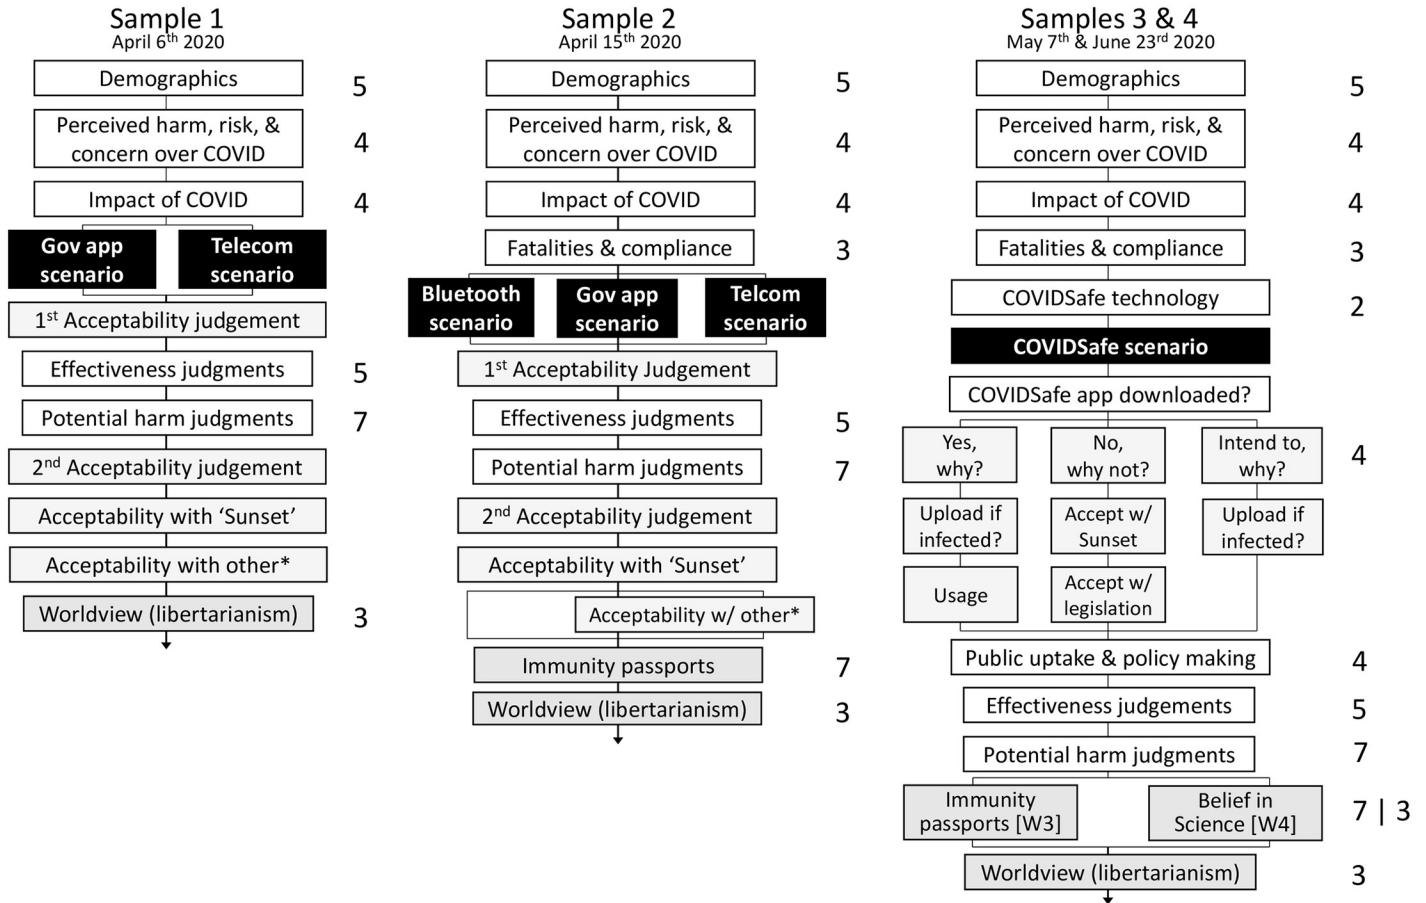 Sample 1
April 6th 2020
Demographics
5
Perceived harm, risk, &
concern over COVID
4
Impact of COVID
4
Gov app
scenario
Telecom
scenario
1st Acceptability judgement
Effectiveness judgments
5
Potential harm judgments
7
2nd Acceptability judgement
Acceptability with ‘Sunset’
Acceptability with other*
Worldview (libertarianism)
3
Sample 2
April 15th 2020
Demographics
5
Perceived harm, risk, &
concern over COVID
4
Impact of COVID
4
Fatalities & compliance
3
Bluetooth
scenario
Gov app
scenario
Telcom
scenario
1st Acceptability Judgement
Effectiveness judgments
5
Potential harm judgments
7
2nd Acceptability judgement
Acceptability with ‘Sunset’
Acceptability w/ other*
Immunity passports
7
Worldview (libertarianism)
3
Samples 3 & 4
May 7th & June 23rd 2020
Demographics
5
Perceived harm, risk, &
concern over COVID
4
Impact of COVID
4
Fatalities & compliance
3
COVIDSafe technology
2
COVIDSafe scenario
COVIDSafe app downloaded?
Yes,
why?
No,
why not?
Intend to,
why?
4
Upload if
infected?
Accept w/
Sunset
Upload if
infected?
Usage
Accept w/
legislation
Public uptake & policy making
4
Effectiveness judgements
5
Potential harm judgments
7
Immunity
passports [W3]
Belief in
Science [W4]
7 | 3
Worldview (libertarianism)
3